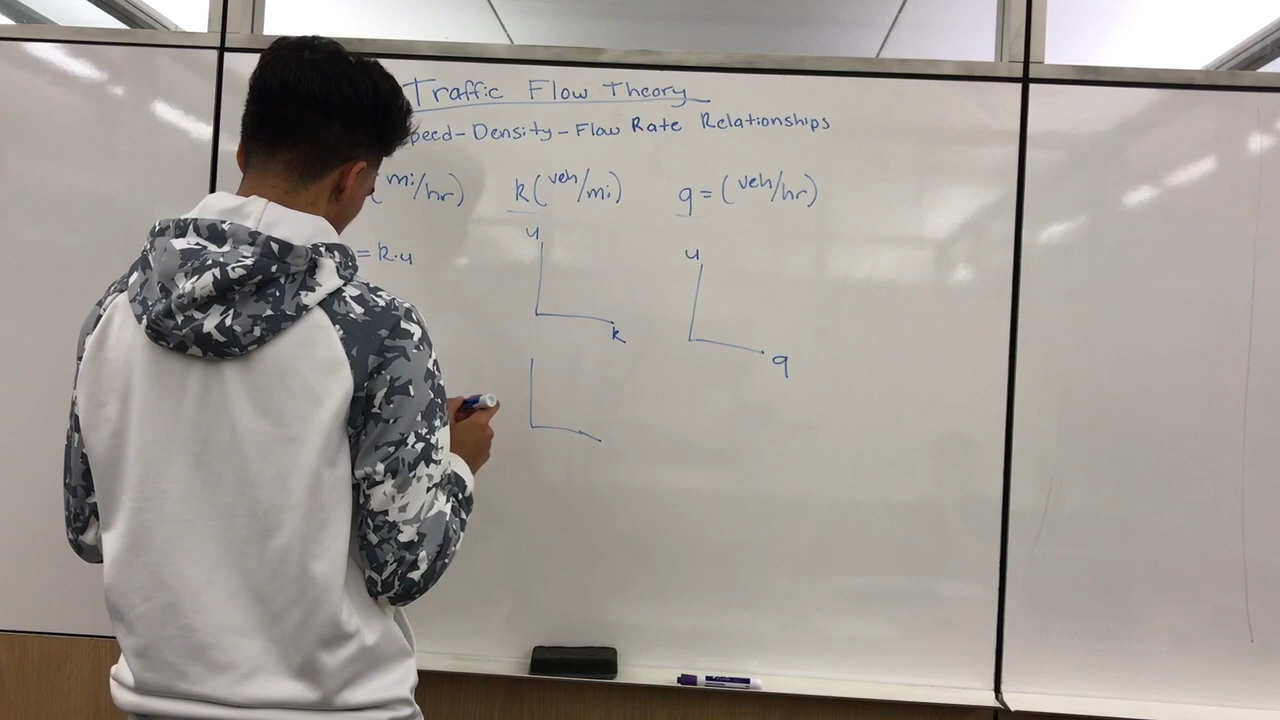 Traffic Flow Theory
peed-Density-Flow Rate Relationships
(mi/hr) k(veh/mi) q=(veh/hr)
= k.u
u
k
u
q